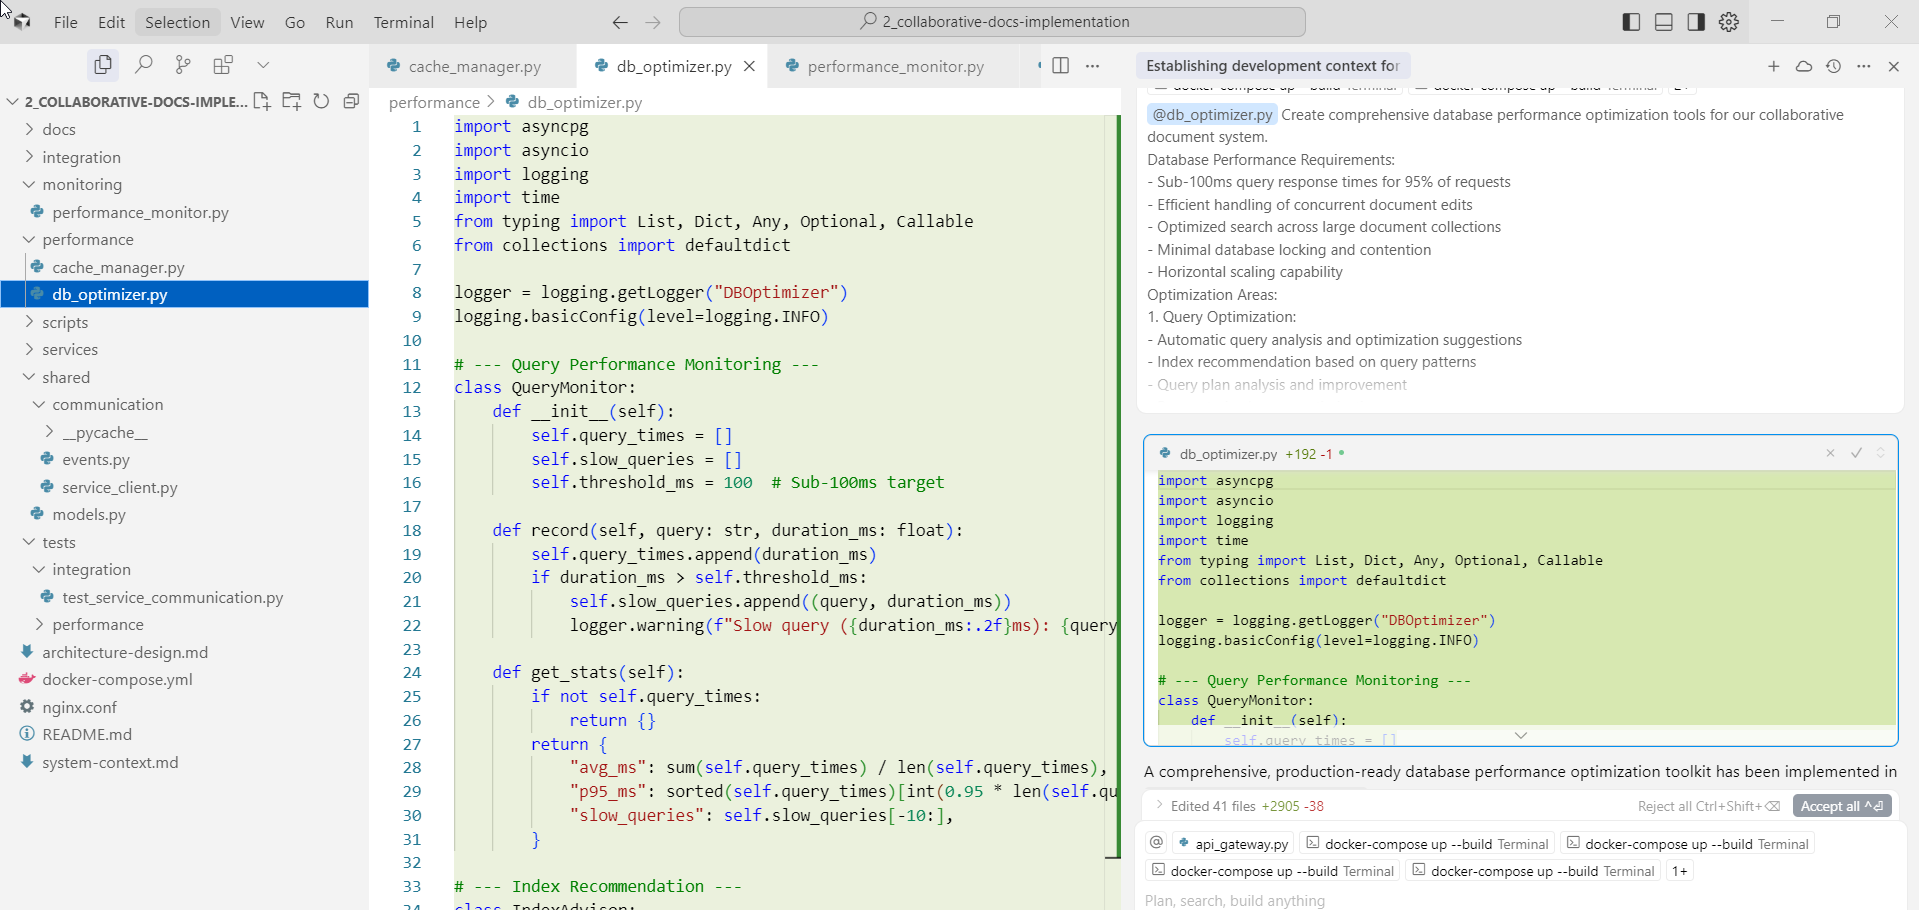 File Edit Selection View Go Run Terminal Help
2_collaborative-docs-implementation
2_COLLABORATIVE-DOCS-IMPLE...
docs
integration
monitoring
performance_monitor.py
performance
cache_manager.py
db_optimizer.py
scripts
services
shared
communication
__pycache__
events.py
service_client.py
models.py
tests
integration
test_service_communication.py
performance
architecture-design.md
docker-compose.yml
nginx.conf
README.md
system-context.md
cache_manager.py db_optimizer.py performance_monitor.py
performance > db_optimizer.py
1 import asyncpg
2 import asyncio
3 import logging
4 import time
5 from typing import List, Dict, Any, Optional, Callable
6 from collections import defaultdict
7
8 logger = logging.getLogger("DBOptimizer")
9 logging.basicConfig(level=logging.INFO)
10
11 # --- Query Performance Monitoring ---
12 class QueryMonitor:
13 def __init__(self):
14 self.query_times = []
15 self.slow_queries = []
16 self.threshold_ms = 100  # Sub-100ms target
17
18 def record(self, query: str, duration_ms: float):
19 self.query_times.append(duration_ms)
20 if duration_ms > self.threshold_ms:
21 self.slow_queries.append((query, duration_ms))
22 logger.warning(f"Slow query ({duration_ms:.2f}ms): {query
23
24 def get_stats(self):
25 if not self.query_times:
26 return {}
27 return {
28 "avg_ms": sum(self.query_times) / len(self.query_times),
29 "p95_ms": sorted(self.query_times)[int(0.95 * len(self.qu
30 "slow_queries": self.slow_queries[-10:],
31 }
32
33 # --- Index Recommendation ---
34 class IndexAdvisor:
Establishing development context for
docker-compose up --build Terminal docker-compose up --build Terminal
@db_optimizer.py Create comprehensive database performance optimization tools for our collaborative
document system.
Database Performance Requirements:
- Sub-100ms query response times for 95% of requests
- Efficient handling of concurrent document edits
- Optimized search across large document collections
- Minimal database locking and contention
- Horizontal scaling capability
Optimization Areas:
1. Query Optimization:
- Automatic query analysis and optimization suggestions
- Index recommendation based on query patterns
- Query plan analysis and improvement
db_optimizer.py +192 -1
import asyncpg
import asyncio
import logging
import time
from typing import List, Dict, Any, Optional, Callable
from collections import defaultdict
logger = logging.getLogger("DBOptimizer")
logging.basicConfig(level=logging.INFO)
# --- Query Performance Monitoring ---
class QueryMonitor:
def __init__(self):
self.query_times = []
A comprehensive, production-ready database performance optimization toolkit has been implemented in
Edited 41 files +2905 -38 Reject all Ctrl+Shift+⌫ Accept all ^⏎
@ api_gateway.py docker-compose up --build Terminal docker-compose up --build Terminal
docker-compose up --build Terminal docker-compose up --build Terminal 1+
Plan, search, build anything